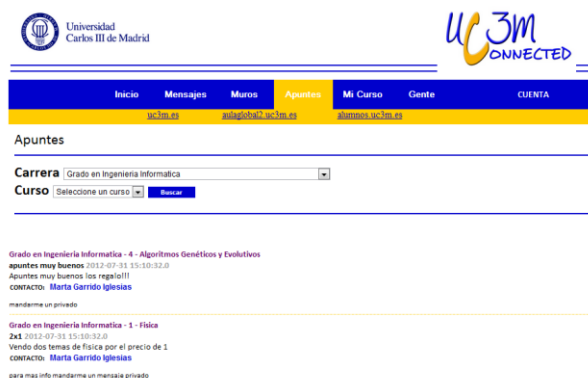 Universidad
Carlos III de Madrid
UC3M
CONNECTED
Inicio Mensajes Muros Apuntes Mi Curso Gente CUENTA
uc3m.es aulaglobal2.uc3m.es alumnos.uc3m.es
Apuntes
Carrera Grado en Ingenieria Informatica
Curso Seleccione un curso Buscar
Grado en Ingenieria Informatica - 4 - Algoritmos Genéticos y Evolutivos
apuntes muy buenos 2012-07-31 15:10:32.0
Apuntes muy buenos los regalo!!!
CONTACTO: Marta Garrido Iglesias
mandarme un privado
Grado en Ingenieria Informatica - 1 - Fisica
2x1 2012-07-31 15:10:32.0
Vendo dos temas de fisica por el precio de 1
CONTACTO: Marta Garrido Iglesias
para mas info mandarme un mensaje privado